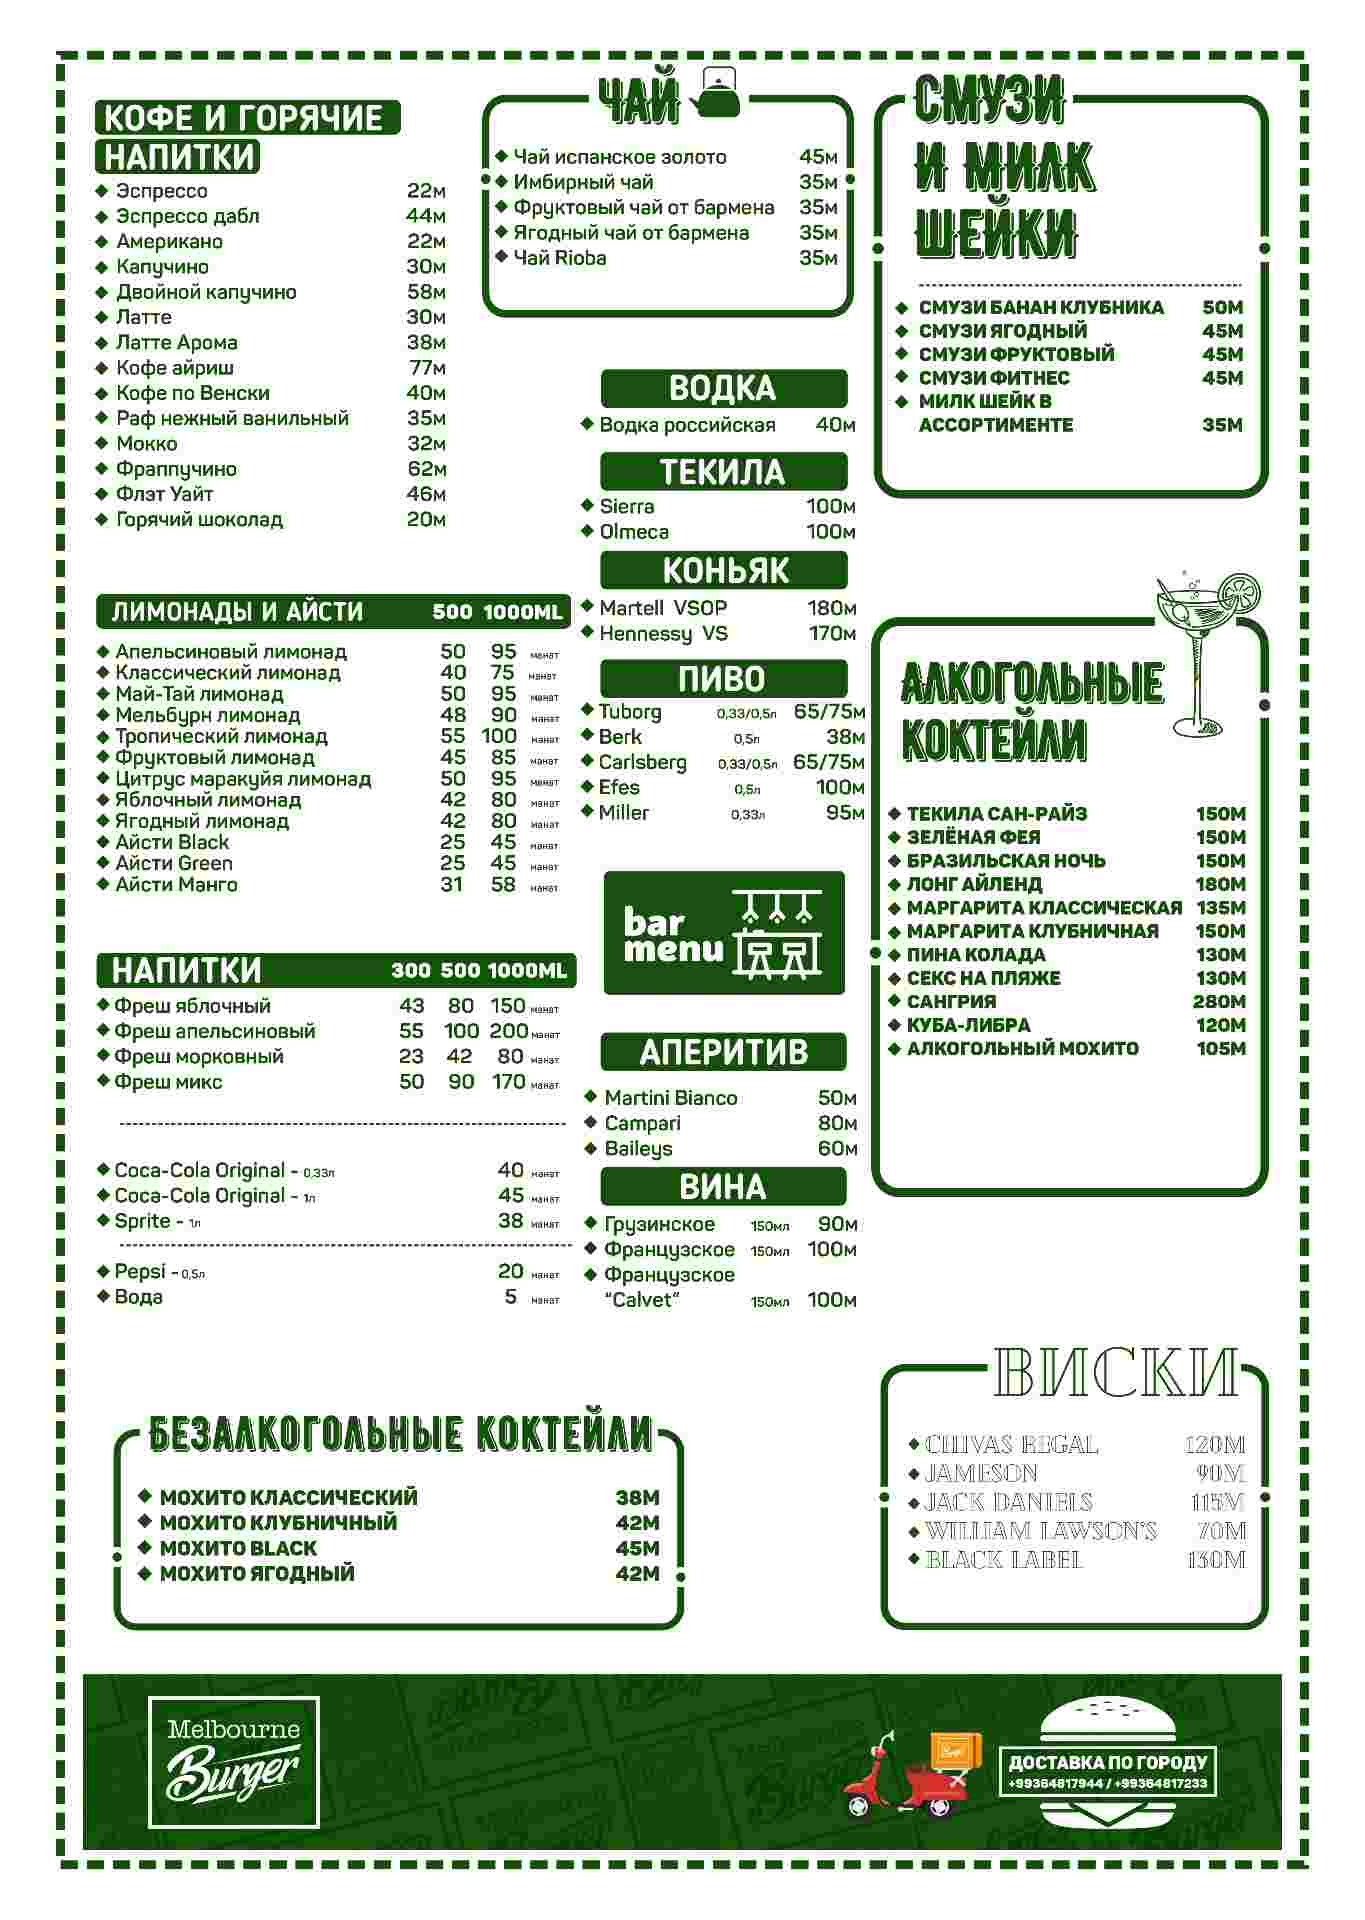 КОФЕ И ГОРЯЧИЕ
НАПИТКИ
Эспрессо 22м
Эспрессо дабл 44м
Американо 22м
Капучино 30м
Двойной капучино 58м
Латте 30м
Латте Арома 38м
Кофе айриш 77м
Кофе по Венски 40м
Раф нежный ванильный 35м
Мокко 32м
Фраппучино 62м
Флэт Уайт 46м
Горячий шоколад 20м
ЛИМОНАДЫ И АЙСТИ 500 1000ML
Апельсиновый лимонад 50 95 манат
Классический лимонад 40 75 манат
Май-Тай лимонад 50 95 манат
Мельбурн лимонад 48 90 манат
Тропический лимонад 55 100 манат
Фруктовый лимонад 45 85 манат
Цитрус маракуйя лимонад 50 95 манат
Яблочный лимонад 42 80 манат
Ягодный лимонад 42 80 манат
Айсти Black 25 45 манат
Айсти Green 25 45 манат
Айсти Манго 31 58 манат
НАПИТКИ 300 500 1000ML
Фреш яблочный 43 80 150 манат
Фреш апельсиновый 55 100 200 манат
Фреш морковный 23 42 80 манат
Фреш микс 50 90 170 манат
Coca-Cola Original - 0,33л 40 манат
Coca-Cola Original - 1л 45 манат
Sprite - 1л 38 манат
Pepsi - 0,5л 20 манат
Вода 5 манат
ЧАЙ
Чай испанское золото 45м
Имбирный чай 35м
Фруктовый чай от бармена 35м
Ягодный чай от бармена 35м
Чай Rioba 35м
ВОДКА
Водка российская 40м
ТЕКИЛА
Sierra 100м
Olmeca 100м
КОНЬЯК
Martell VSOP 180м
Hennessy VS 170м
ПИВО
Tuborg 0,33/0,5л 65/75м
Berk 0,5л 38м
Carlsberg 0,33/0,5л 65/75м
Efes 0,5л 100м
Miller 0,33л 95м
bar
menu
АПЕРИТИВ
Martini Bianco 50м
Campari 80м
Baileys 60м
ВИНА
Грузинское 150мл 90м
Французское 150мл 100м
Французское
"Calvet" 150мл 100м
СМУЗИ
И МИЛК
ШЕЙКИ
СМУЗИ БАНАН КЛУБНИКА 50М
СМУЗИ ЯГОДНЫЙ 45М
СМУЗИ ФРУКТОВЫЙ 45М
СМУЗИ ФИТНЕС 45М
МИЛК ШЕЙК В
АССОРТИМЕНТЕ 35М
АЛКОГОЛЬНЫЕ
КОКТЕЙЛИ
ТЕКИЛА САН-РАЙЗ 150М
ЗЕЛЁНАЯ ФЕЯ 150М
БРАЗИЛЬСКАЯ НОЧЬ 150М
ЛОНГ АЙЛЕНД 180М
МАРГАРИТА КЛАССИЧЕСКАЯ 135М
МАРГАРИТА КЛУБНИЧНАЯ 150М
ПИНА КОЛАДА 130М
СЕКС НА ПЛЯЖЕ 130М
САНГРИЯ 280М
КУБА-ЛИБРА 120М
АЛКОГОЛЬНЫЙ МОХИТО 105М
БЕЗАЛКОГОЛЬНЫЕ КОКТЕЙЛИ
МОХИТО КЛАССИЧЕСКИЙ 38М
МОХИТО КЛУБНИЧНЫЙ 42М
МОХИТО BLACK 45М
МОХИТО ЯГОДНЫЙ 42М
ВИСКИ
CHIVAS REGAL 120М
JAMESON 90М
JACK DANIELS 115М
WILLIAM LAWSON'S 70М
BLACK LABEL 130М
Melbourne
Burger
ДОСТАВКА ПО ГОРОДУ
+99364817944 / +99364817233